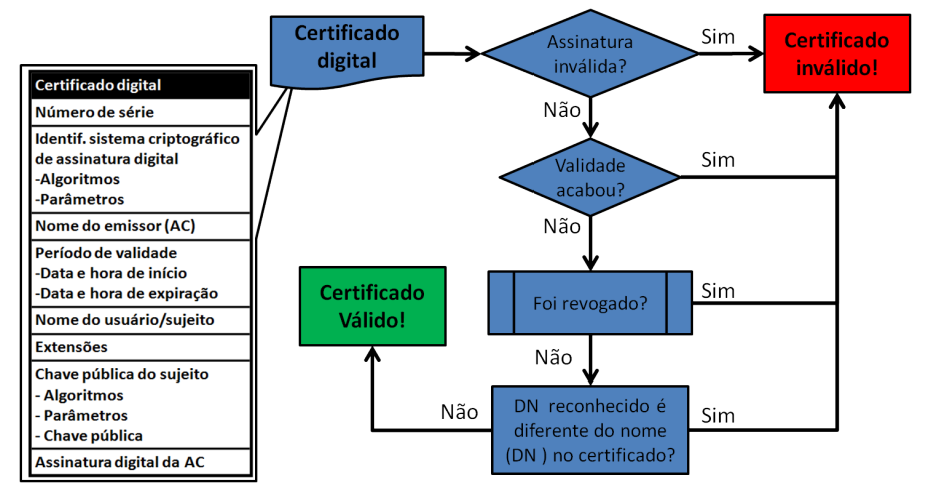 Certificado
digital
Assinatura
inválida?
Sim
Certificado
inválido!
Não
Certificado digital
Número de série
Identif. sistema criptográfico
de assinatura digital
-Algoritmos
-Parâmetros
Nome do emissor (AC)
Período de validade
-Data e hora de início
-Data e hora de expiração
Nome do usuário/sujeito
Extensões
Chave pública do sujeito
- Algoritmos
- Parâmetros
- Chave pública
Assinatura digital da AC
Validade
acabou?
Sim
Não
Foi revogado?
Sim
Não
DN reconhecido é
diferente do nome
(DN ) no certificado?
Sim
Não
Certificado
Válido!